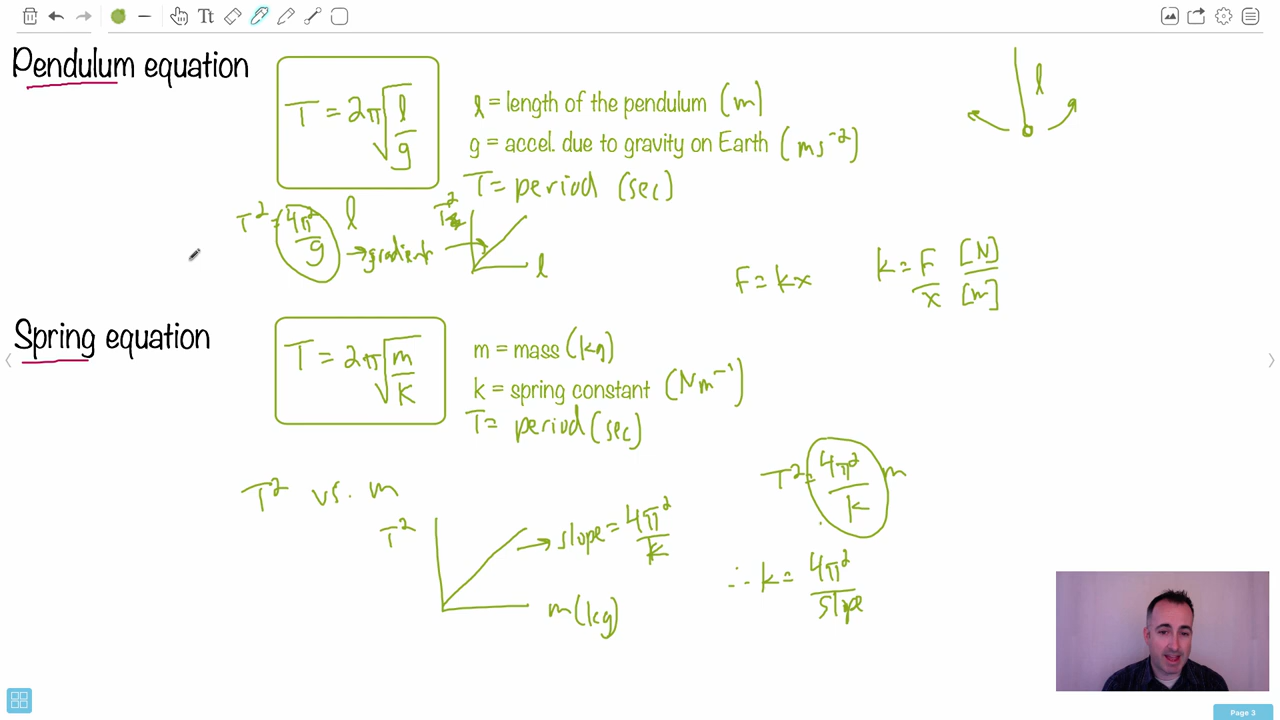 Tt
Pendulum equation
T = 2π√(l/g)
l = length of the pendulum (m)
g = accel. due to gravity on Earth (ms⁻²)
T = period (sec)
l
T² = 4π²/g l
→ gradient
T²
l
F = kx
k = F/x [N]/[m]
Spring equation
T = 2π√(m/k)
m = mass (kg)
k = spring constant (Nm⁻¹)
T = period (sec)
T² = 4π²/k m
T² vs. m
T²
→ slope = 4π²/k
m (kg)
∴ k = 4π²/slope
Page 3